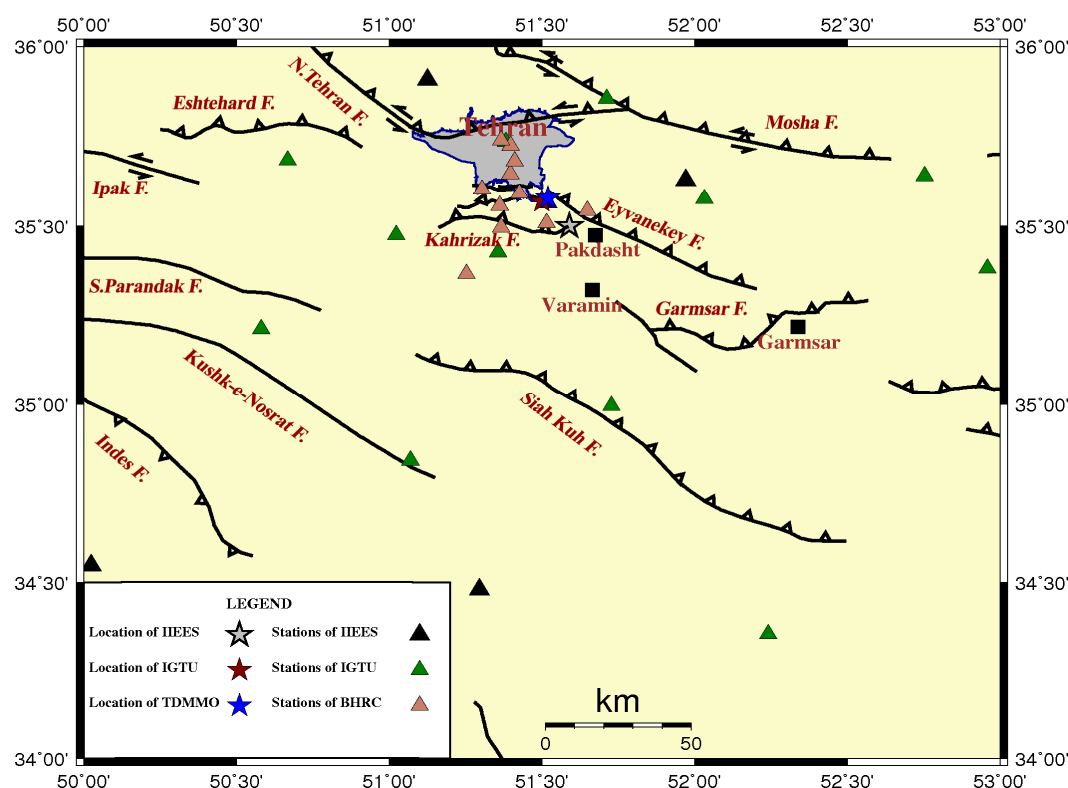 50˚00' 50˚30' 51˚00' 51˚30' 52˚00' 52˚30' 53˚00'
36˚00' 36˚00'
N.Tehran F.
Eshtehard F.
Tehran
Mosha F.
Ipak F.
35˚30' 35˚30'
Eyvanekey F.
Kahrizak F.
Pakdasht
S.Parandak F.
Varamin
Garmsar F.
Garmsar
Kushk-e-Nosrat F.
35˚00' 35˚00'
Siah Kuh F.
Indes F.
34˚30' 34˚30'
LEGEND
Location of IIEES Stations of IIEES
Location of IGTU Stations of IGTU
Location of TDMMO Stations of BHRC
km
0 50
34˚00' 34˚00'
50˚00' 50˚30' 51˚00' 51˚30' 52˚00' 52˚30' 53˚00'